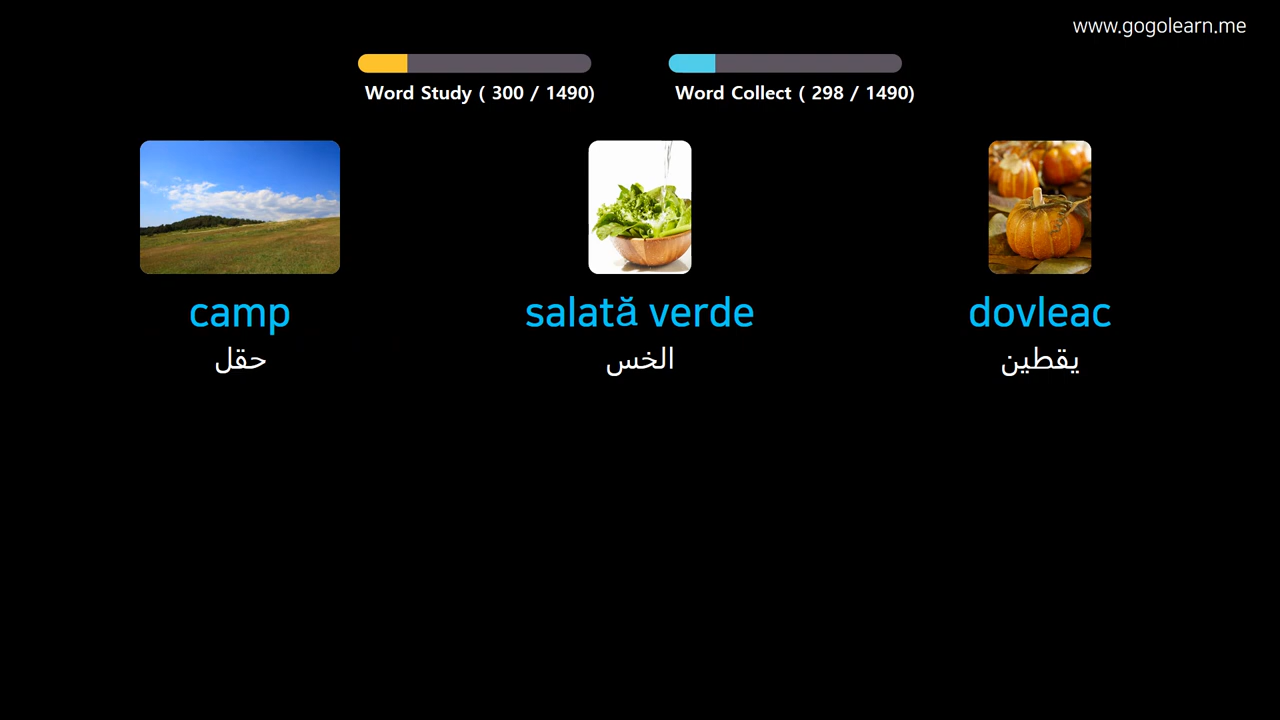 www.gogolearn.me
Word Study ( 300 / 1490)
Word Collect ( 298 / 1490)
camp
salată verde
dovleac
حقل
الخس
يقطين